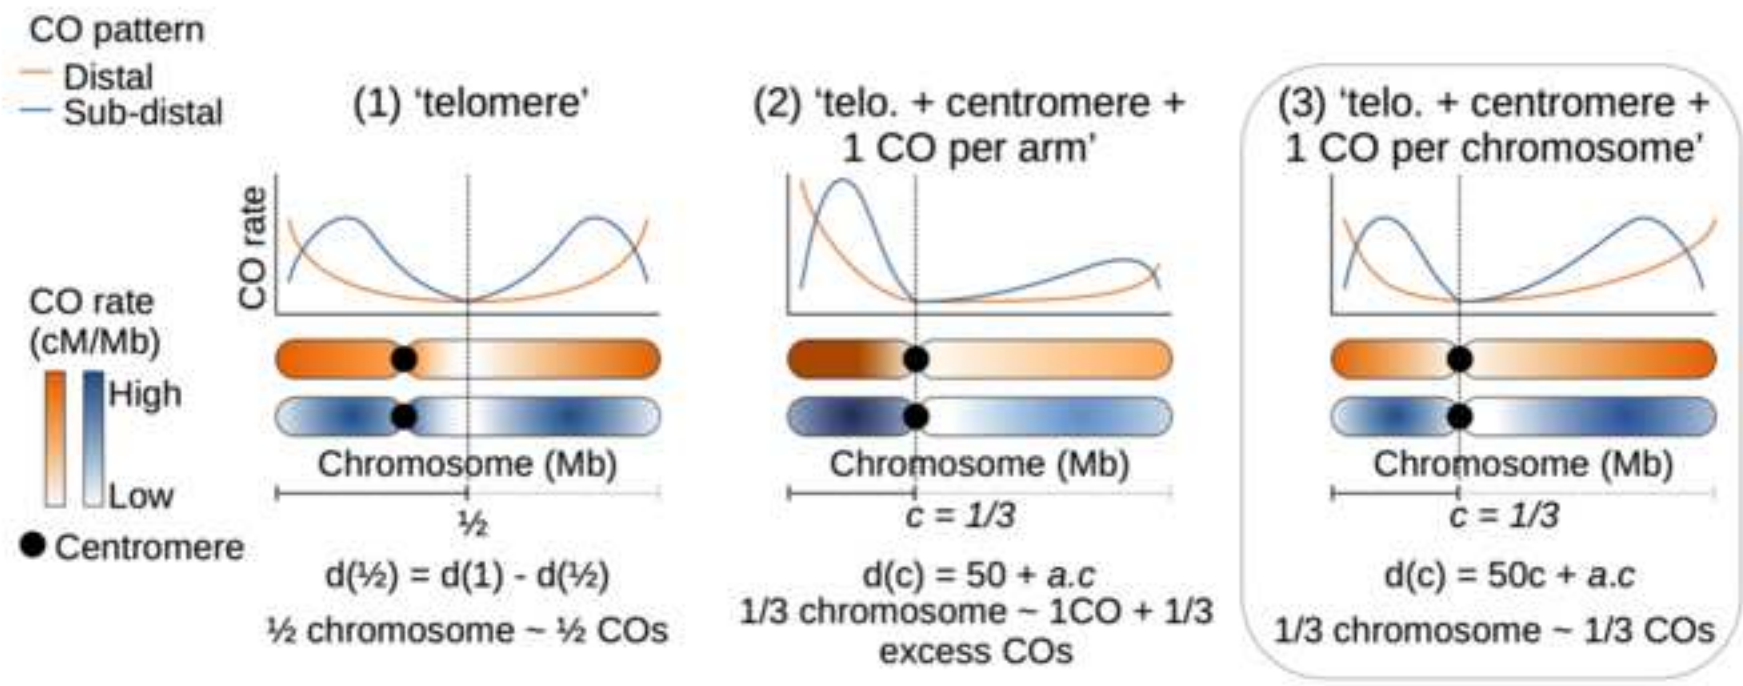 CO pattern
Distal
Sub-distal
(1) ‘telomere’
(2) ‘telo. + centromere +
1 CO per arm’
(3) ‘telo. + centromere +
1 CO per chromosome’
CO rate
CO rate
(cM/Mb)
High
Low
Centromere
Chromosome (Mb)
½
d(½) = d(1) - d(½)
½ chromosome ~ ½ COs
Chromosome (Mb)
c = 1/3
d(c) = 50 + a.c
1/3 chromosome ~ 1CO + 1/3
excess COs
Chromosome (Mb)
c = 1/3
d(c) = 50c + a.c
1/3 chromosome ~ 1/3 COs